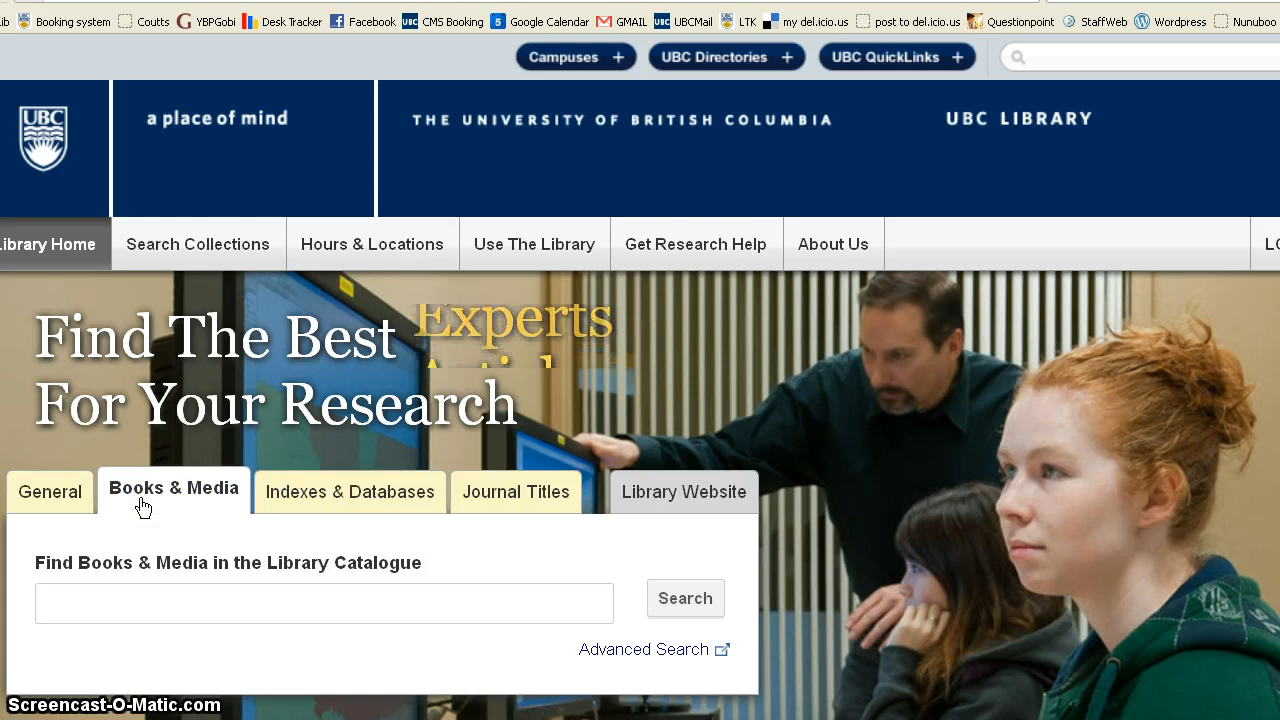 ib Booking system Coutts YBPGobi Desk Tracker Facebook UBC CMS Booking 5 Google Calendar GMAIL UBC UBCMail LTK my del.icio.us post to del.icio.us Questionpoint StaffWeb Wordpress Nunuboo
Campuses + UBC Directories + UBC QuickLinks +
UBC a place of mind THE UNIVERSITY OF BRITISH COLUMBIA UBC LIBRARY
Library Home Search Collections Hours & Locations Use The Library Get Research Help About Us LO
Find The Best Experts
For Your Research
General Books & Media Indexes & Databases Journal Titles Library Website
Find Books & Media in the Library Catalogue
Search
Advanced Search
Screencast-O-Matic.com